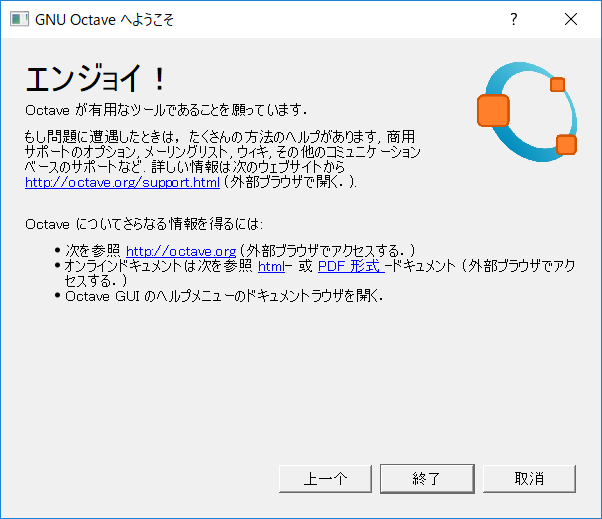 GNU Octave へようこそ
エンジョイ！
Octave が有用なツールであることを願っています．
もし問題に遭遇したときは，たくさんの方法のヘルプがあります, 商用
サポートのオプション, メーリングリスト, ウィキ, その他のコミュニケーション
ベースのサポートなど. 詳しい情報は次のウェブサイトから
http://octave.org/support.html (外部ブラウザで開く. ).
Octave についてさらなる情報を得るには:
• 次を参照 http://octave.org (外部ブラウザでアクセスする. )
• オンラインドキュメントは次を参照 html- 或 PDF 形式 -ドキュメント (外部ブラウザでアク
セスする. )
• Octave GUI のヘルプメニューのドキュメントラウザを開く.
上一个 終了 取消